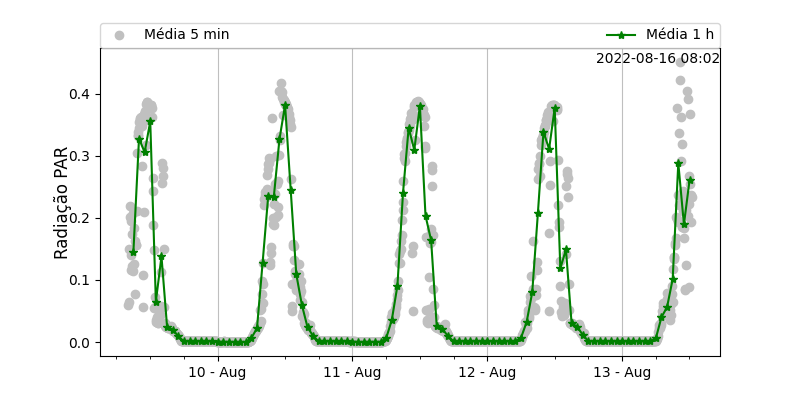 Média 5 min
Média 1 h
2022-08-16 08:02
Radiação PAR
0.4
0.3
0.2
0.1
0.0
10 - Aug
11 - Aug
12 - Aug
13 - Aug